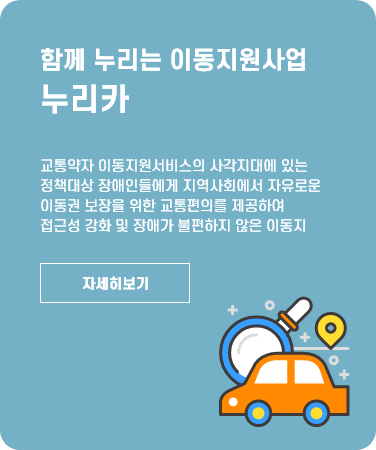 함께 누리는 이동지원사업
누리카
교통약자 이동지원서비스의 사각지대에 있는
정책대상 장애인들에게 지역사회에서 자유로운
이동권 보장을 위한 교통편의를 제공하여
접근성 강화 및 장애가 불편하지 않은 이동지
자세히보기